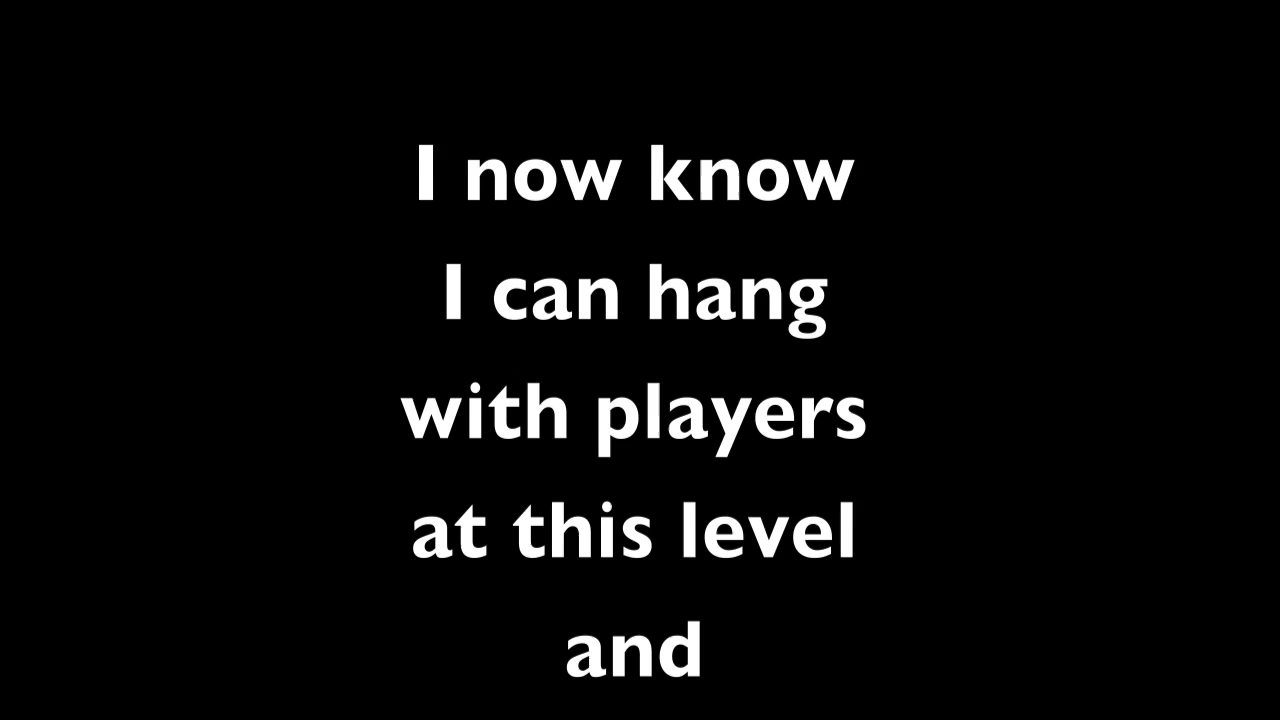 I now know
I can hang
with players
at this level
and